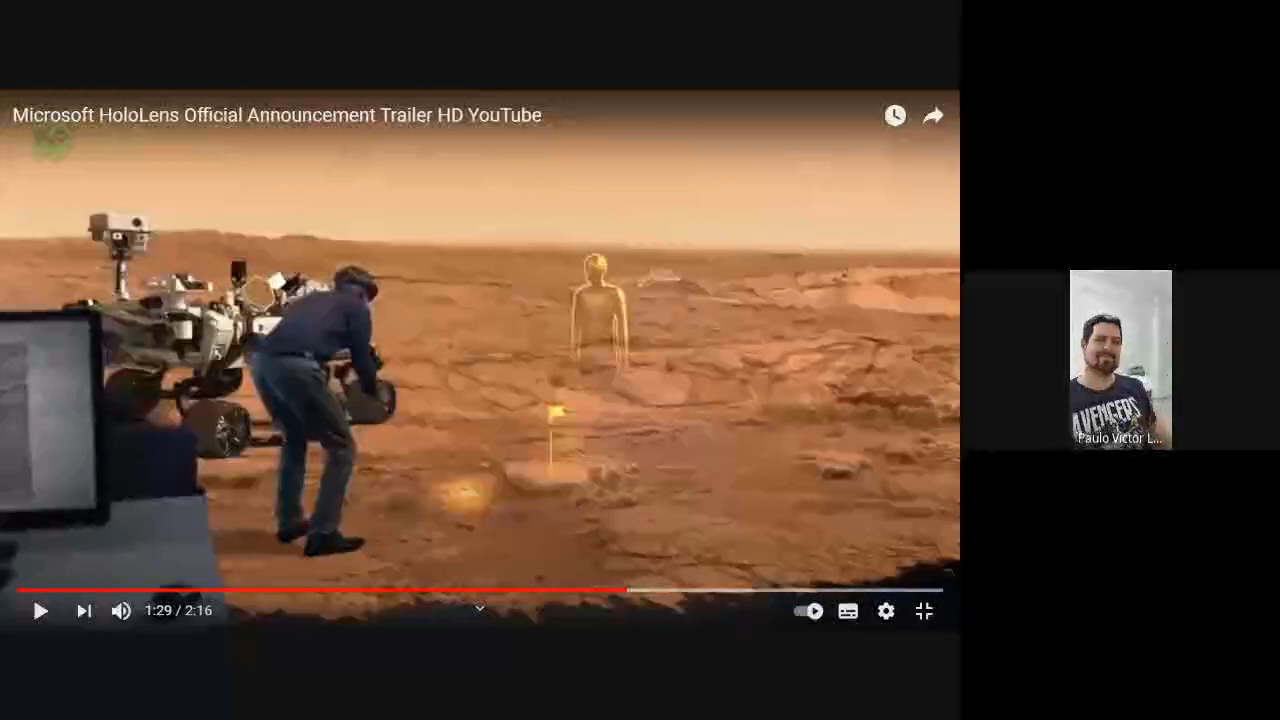 Microsoft HoloLens Official Announcement Trailer HD YouTube
AVENGERS
Paulo Victor L...
1:29 / 2:16